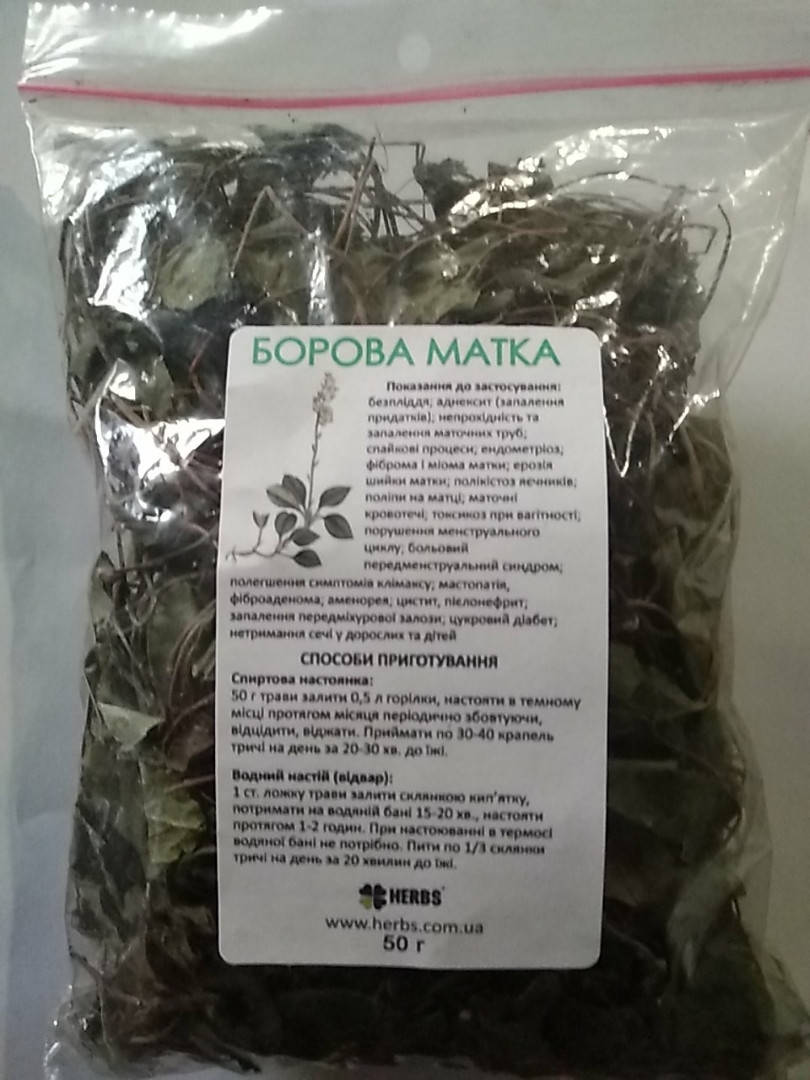 БОРОВА МАТКА
Показання до застосування:
безпліддя; аднексит (запалення
придатків); непрохідність та
запалення маточних труб;
спайкові процеси; ендометріоз;
фіброма і міома матки; ерозія
шийки матки; полікістоз яєчників;
поліпи на матці; маточні
кровотечі; токсикоз при вагітності;
порушення менструального
циклу; больовий
передменструальний синдром;
полегшення симптомів клімаксу; мастопатія,
фіброаденома; аменорея; цистит, пієлонефрит;
запалення передміхурової залози; цукровий діабет;
нетримання сечі у дорослих та дітей
СПОСОБИ ПРИГОТУВАННЯ
Спиртова настоянка:
50 г трави залити 0,5 л горілки, настояти в темному
місці протягом місяця періодично збовтуючи,
відцідити, віджати. Приймати по 30-40 крапель
тричі на день за 20-30 хв. до їжі.
Водний настій (відвар):
1 ст. ложку трави залити склянкою кип'ятку,
потримати на водяній бані 15-20 хв., настояти
протягом 1-2 годин. При настоюванні в термосі
водяної бані не потрібно. Пити по 1/3 склянки
тричі на день за 20 хвилин до їжі.
HERBS
www.herbs.com.ua
50 г